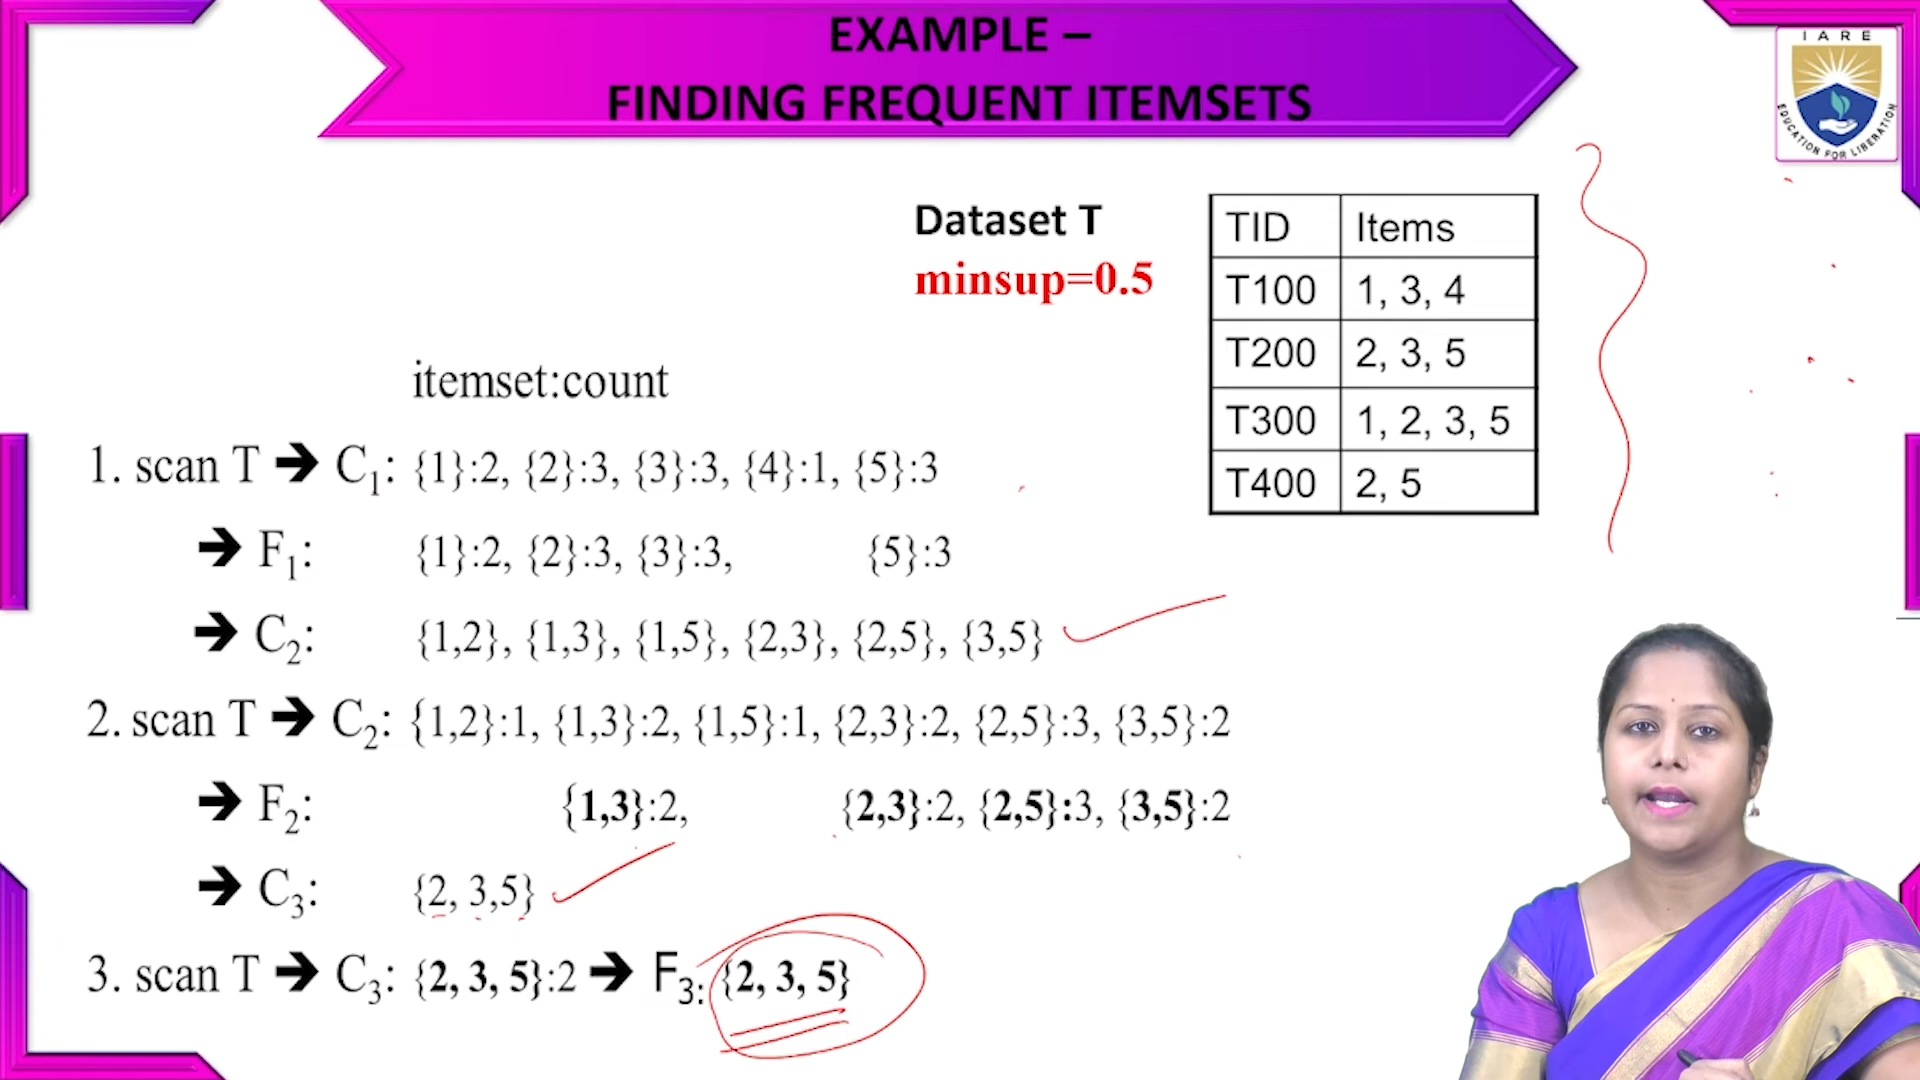 EXAMPLE –
FINDING FREQUENT ITEMSETS
I A R E
EDUCATION FOR LIBERATION
Dataset T
minsup=0.5
TID Items
T100 1, 3, 4
T200 2, 3, 5
T300 1, 2, 3, 5
T400 2, 5
itemset:count
1. scan T ➔ C₁: {1}:2, {2}:3, {3}:3, {4}:1, {5}:3
➔ F₁: {1}:2, {2}:3, {3}:3, {5}:3
➔ C₂: {1,2}, {1,3}, {1,5}, {2,3}, {2,5}, {3,5}
2. scan T ➔ C₂: {1,2}:1, {1,3}:2, {1,5}:1, {2,3}:2, {2,5}:3, {3,5}:2
➔ F₂: {1,3}:2, {2,3}:2, {2,5}:3, {3,5}:2
➔ C₃: {2, 3,5}
3. scan T ➔ C₃: {2, 3, 5}:2 ➔ F₃: {2, 3, 5}